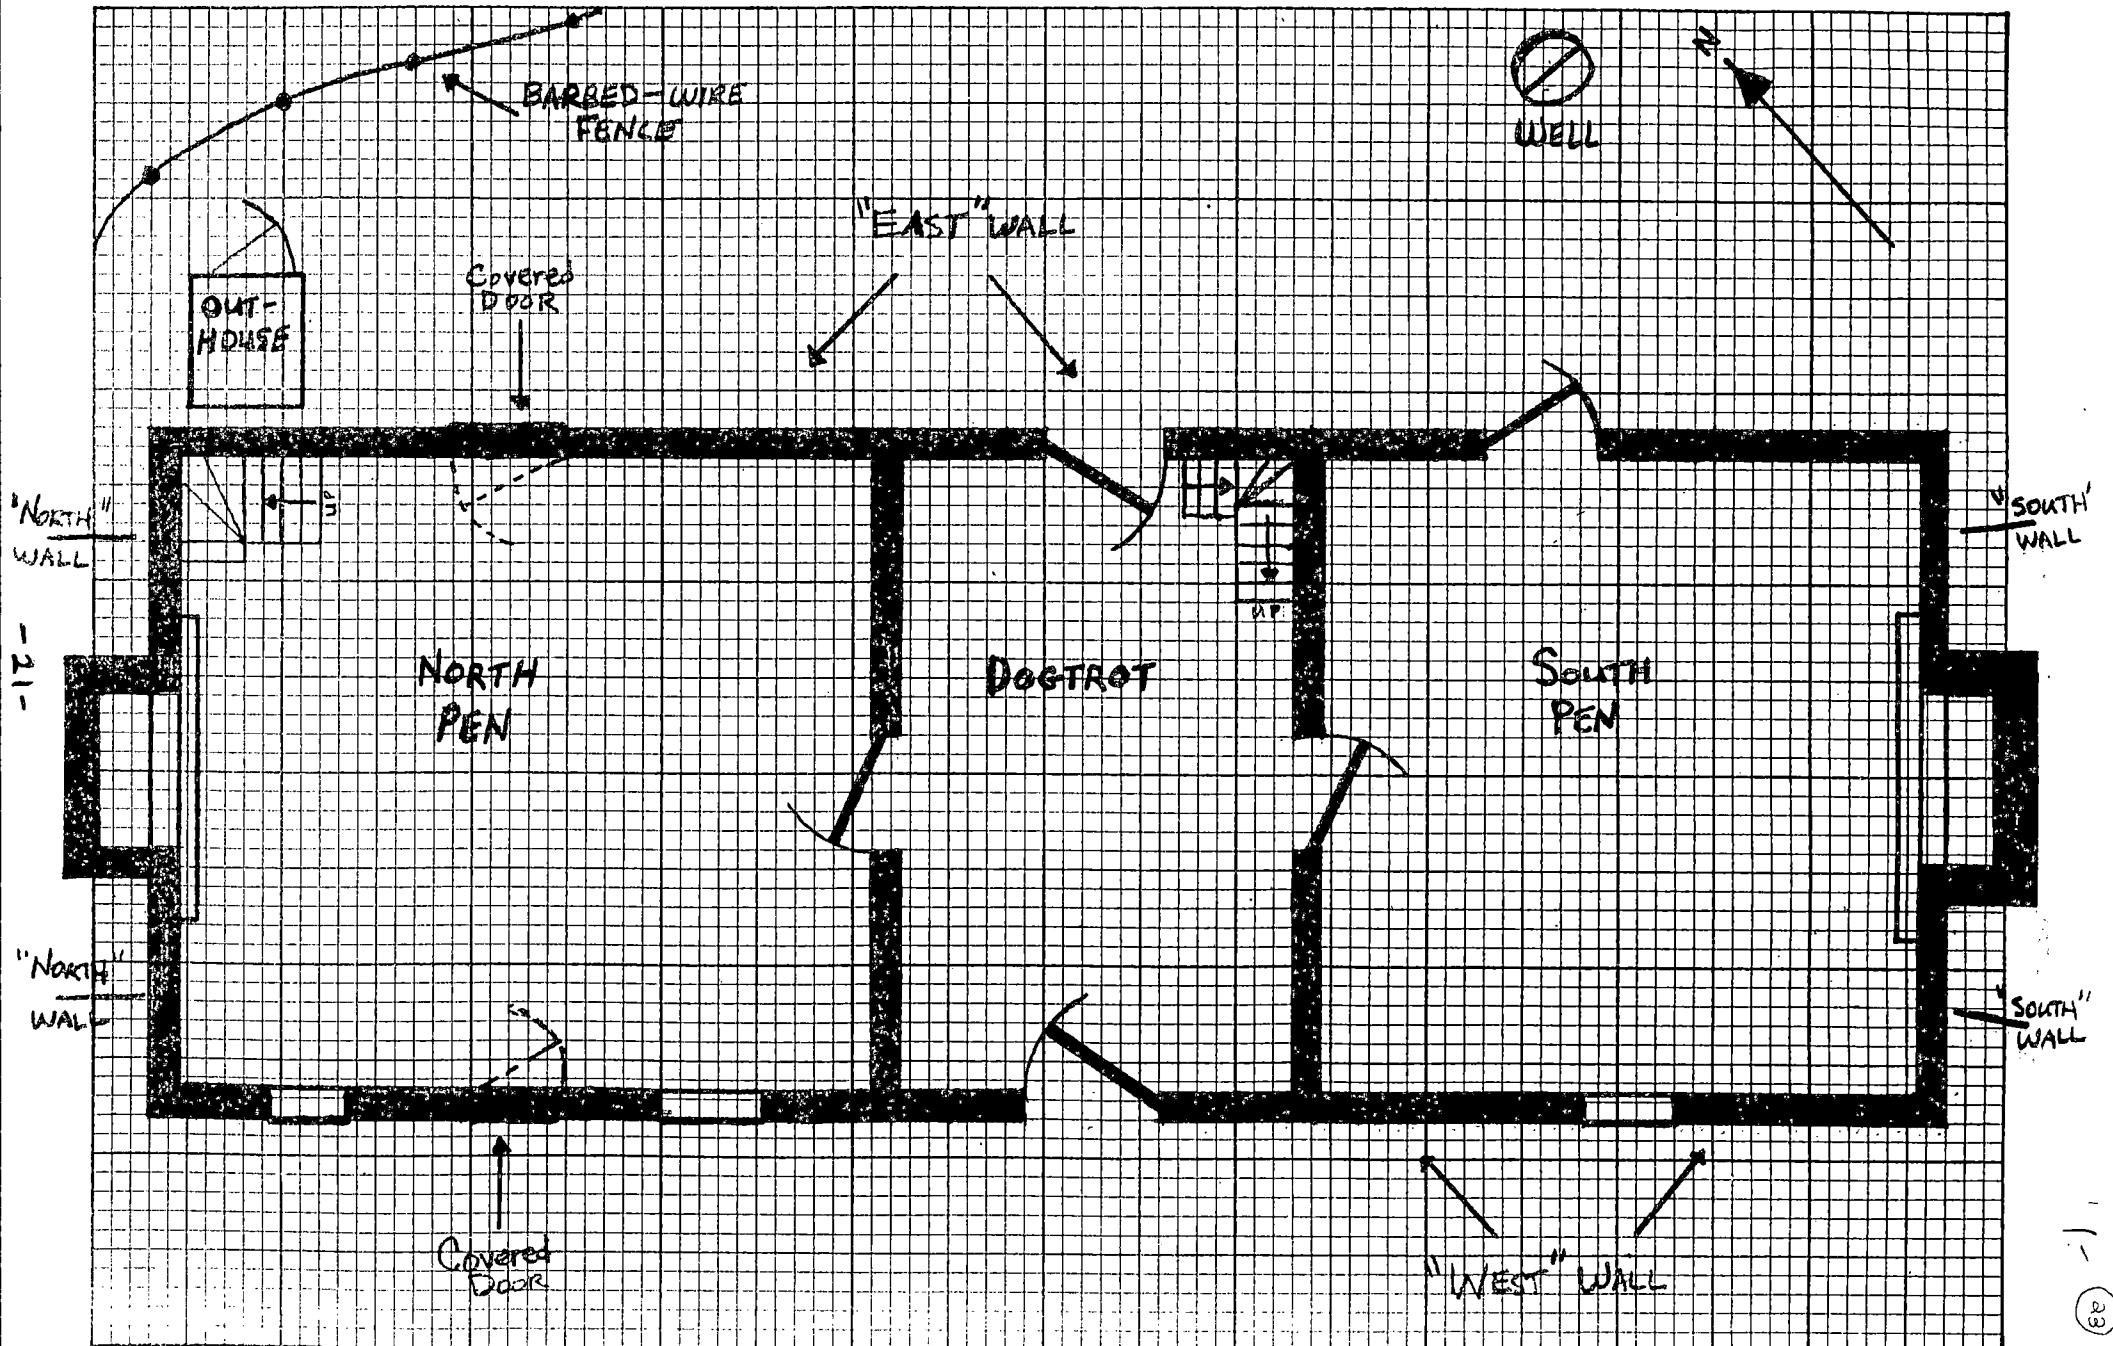 N
BARBED-WIRE
FENCE
WELL
"EAST" WALL
Covered
DOOR
OUT-
HOUSE
"NORTH"
WALL
UP
UP
"SOUTH'
WALL
-21-
NORTH
PEN
DOGTROT
SOUTH
PEN
"NORTH"
WALL
"SOUTH"
WALL
Covered
DOOR
"WEST" WALL